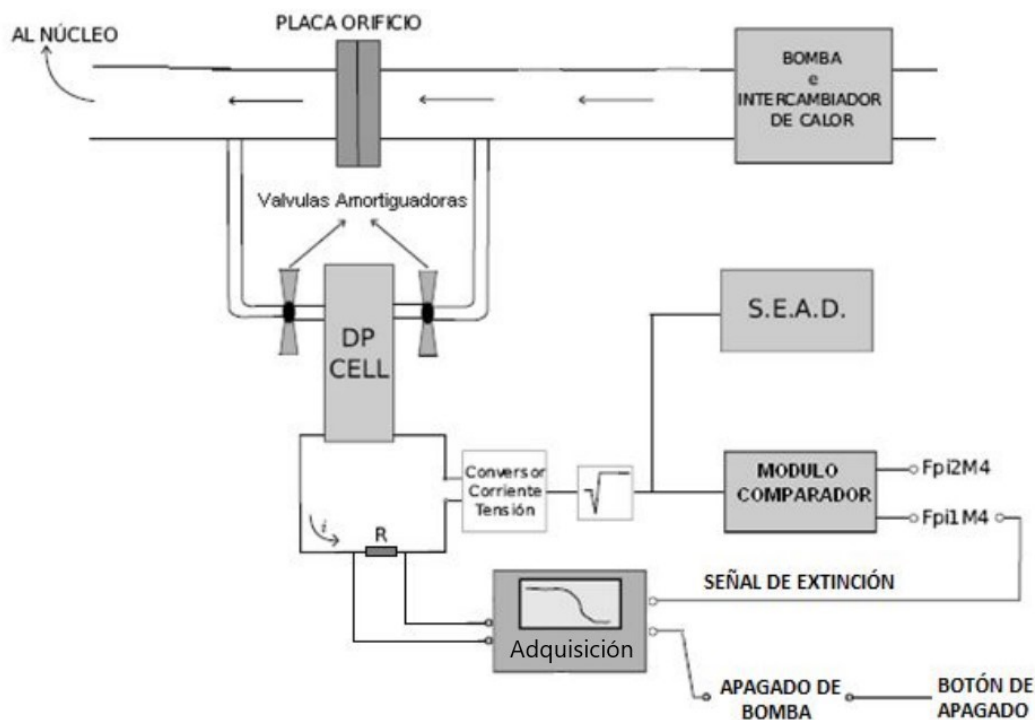 PLACA ORIFICIO
AL NÚCLEO
BOMBA
e
INTERCAMBIADOR
DE CALOR
Valvulas Amortiguadoras
DP
CELL
S.E.A.D.
Conversor
Corriente
Tensión
MODULO
COMPARADOR
Fpi2M4
Fpi1M4
i
R
SEÑAL DE EXTINCIÓN
Adquisición
APAGADO DE
BOMBA
BOTÓN DE
APAGADO